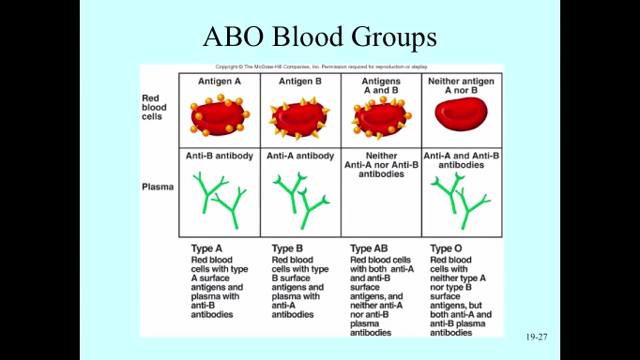 ABO Blood Groups
Copyright © The McGraw-Hill Companies, Inc. Permission required for reproduction or display.
Antigen A
Antigen B
Antigens
A and B
Neither antigen
A nor B
Red
blood
cells
Anti-B antibody
Anti-A antibody
Neither
Anti-A nor Anti-B
antibodies
Anti-A and Anti-B
antibodies
Plasma
Type A
Red blood
cells with type
A surface
antigens and
plasma with
anti-B
antibodies
Type B
Red blood
cells with type
B surface
antigens and
plasma with
anti-A
antibodies
Type AB
Red blood cells
with both anti-A
and anti-B
surface
antigens, and
neither anti-A
nor anti-B
plasma
antibodies
Type O
Red blood
cells with
neither type A
nor type B
surface
antigens, but
both anti-A and
anti-B plasma
antibodies
19-27